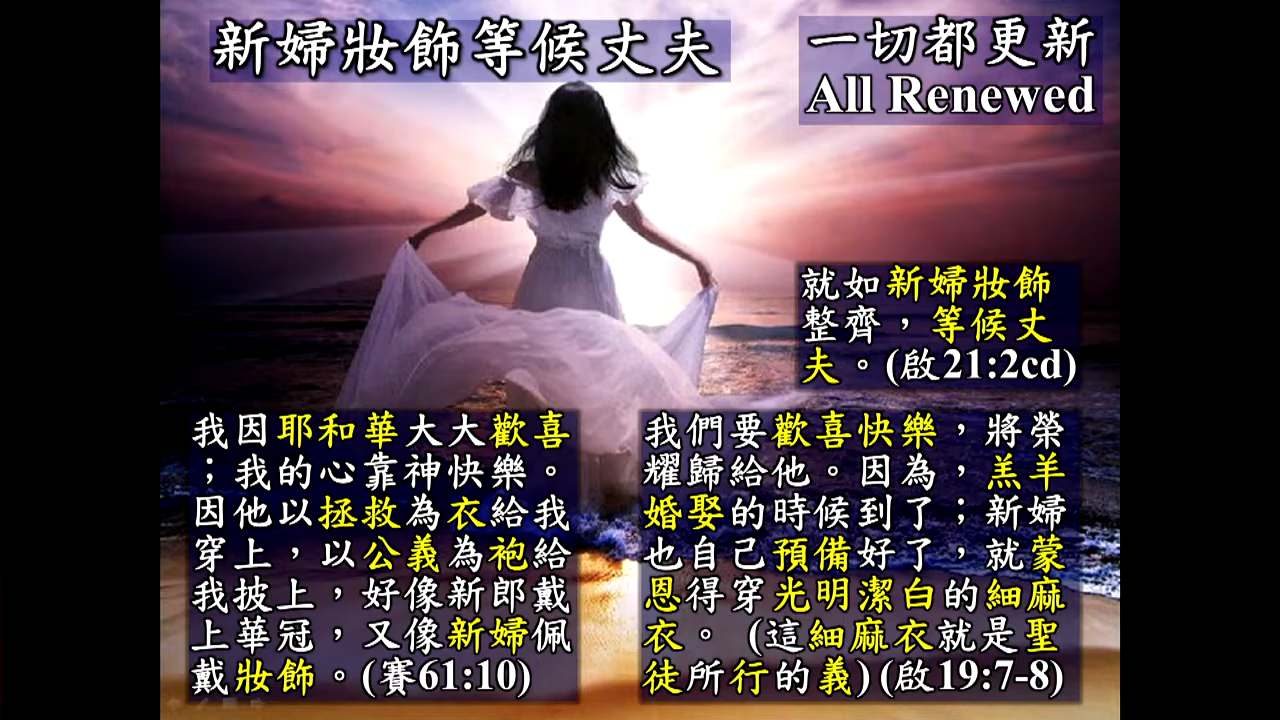 新婦妝飾等候丈夫
一切都更新
All Renewed
就如新婦妝飾
整齊，等候丈
夫。(啟21:2cd)
我因耶和華大大歡喜
；我的心靠神快樂。
因他以拯救為衣給我
穿上，以公義為袍給
我披上，好像新郎戴
上華冠，又像新婦佩
戴妝飾。(賽61:10)
我們要歡喜快樂，將榮
耀歸給他。因為，羔羊
婚娶的時候到了；新婦
也自己預備好了，就蒙
恩得穿光明潔白的細麻
衣。 (這細麻衣就是聖
徒所行的義) (啟19:7-8)